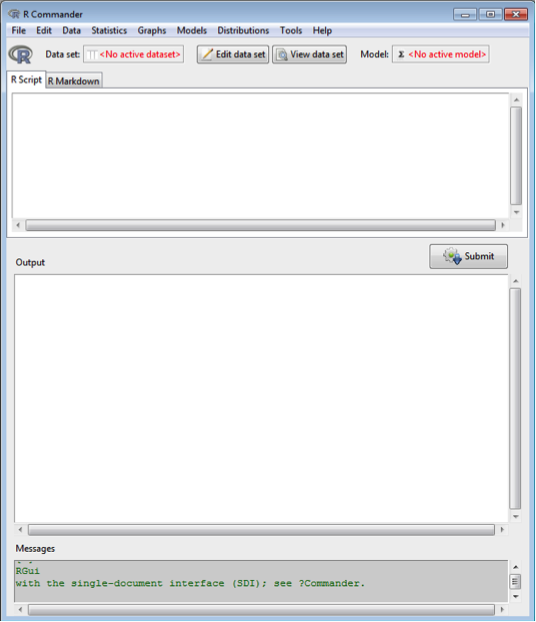 R Commander
File Edit Data Statistics Graphs Models Distributions Tools Help
Data set: <No active dataset> Edit data set View data set Model: Σ <No active model>
R Script R Markdown
Submit
Output
Messages
RGui
with the single-document interface (SDI); see ?Commander.